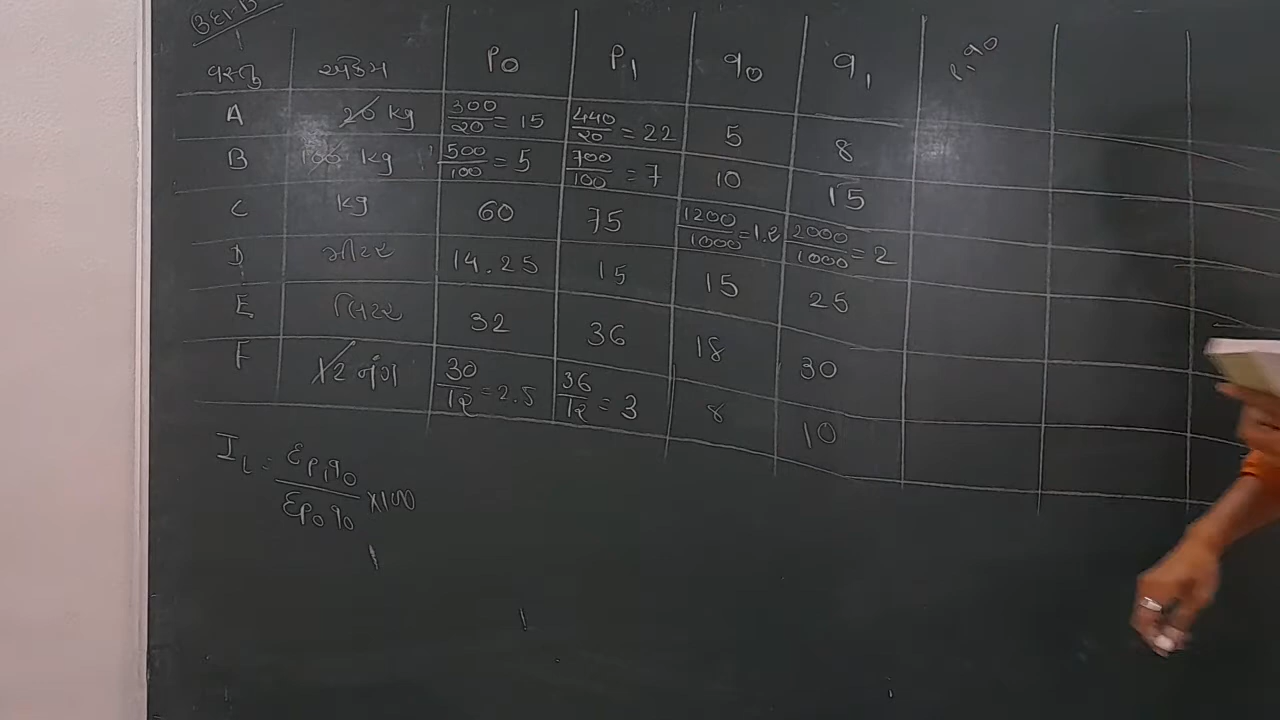 વસ્તુ એકમ P0 P1 q0 q1 P1q0
A 20 kg 300/20 = 15 440/20 = 22 5 8
B 100 kg 500/100 = 5 700/100 = 7 10 15
C kg 60 75 1200/1000 = 1.2 2000/1000 = 2
D મીટર 14.25 15 15 25
E લિટર 32 36 18 30
F 12 નંગ 30/12 = 2.5 36/12 = 3 8 10
IL = ΣP1q0 / ΣP0q0 × 100